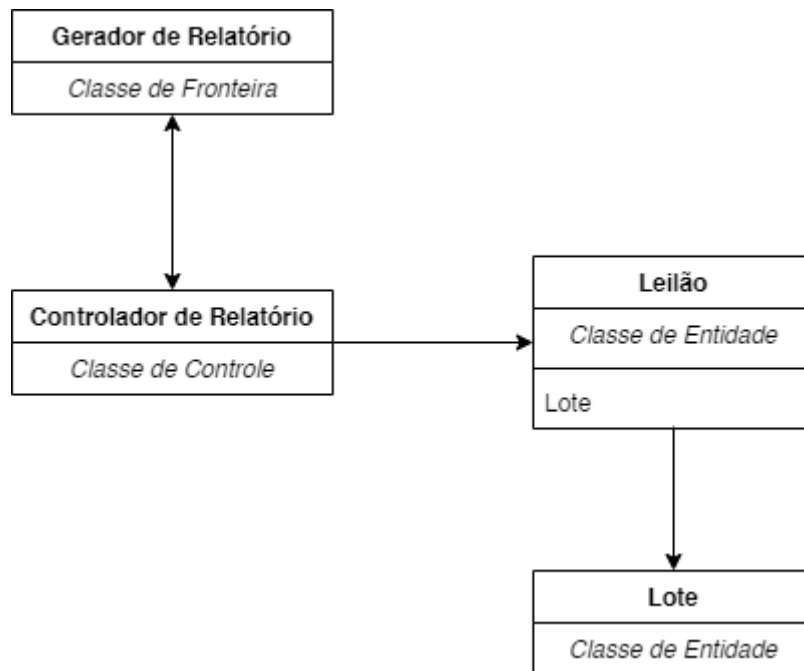 Gerador de Relatório
Classe de Fronteira
Controlador de Relatório
Classe de Controle
Leilão
Classe de Entidade
Lote
Lote
Classe de Entidade